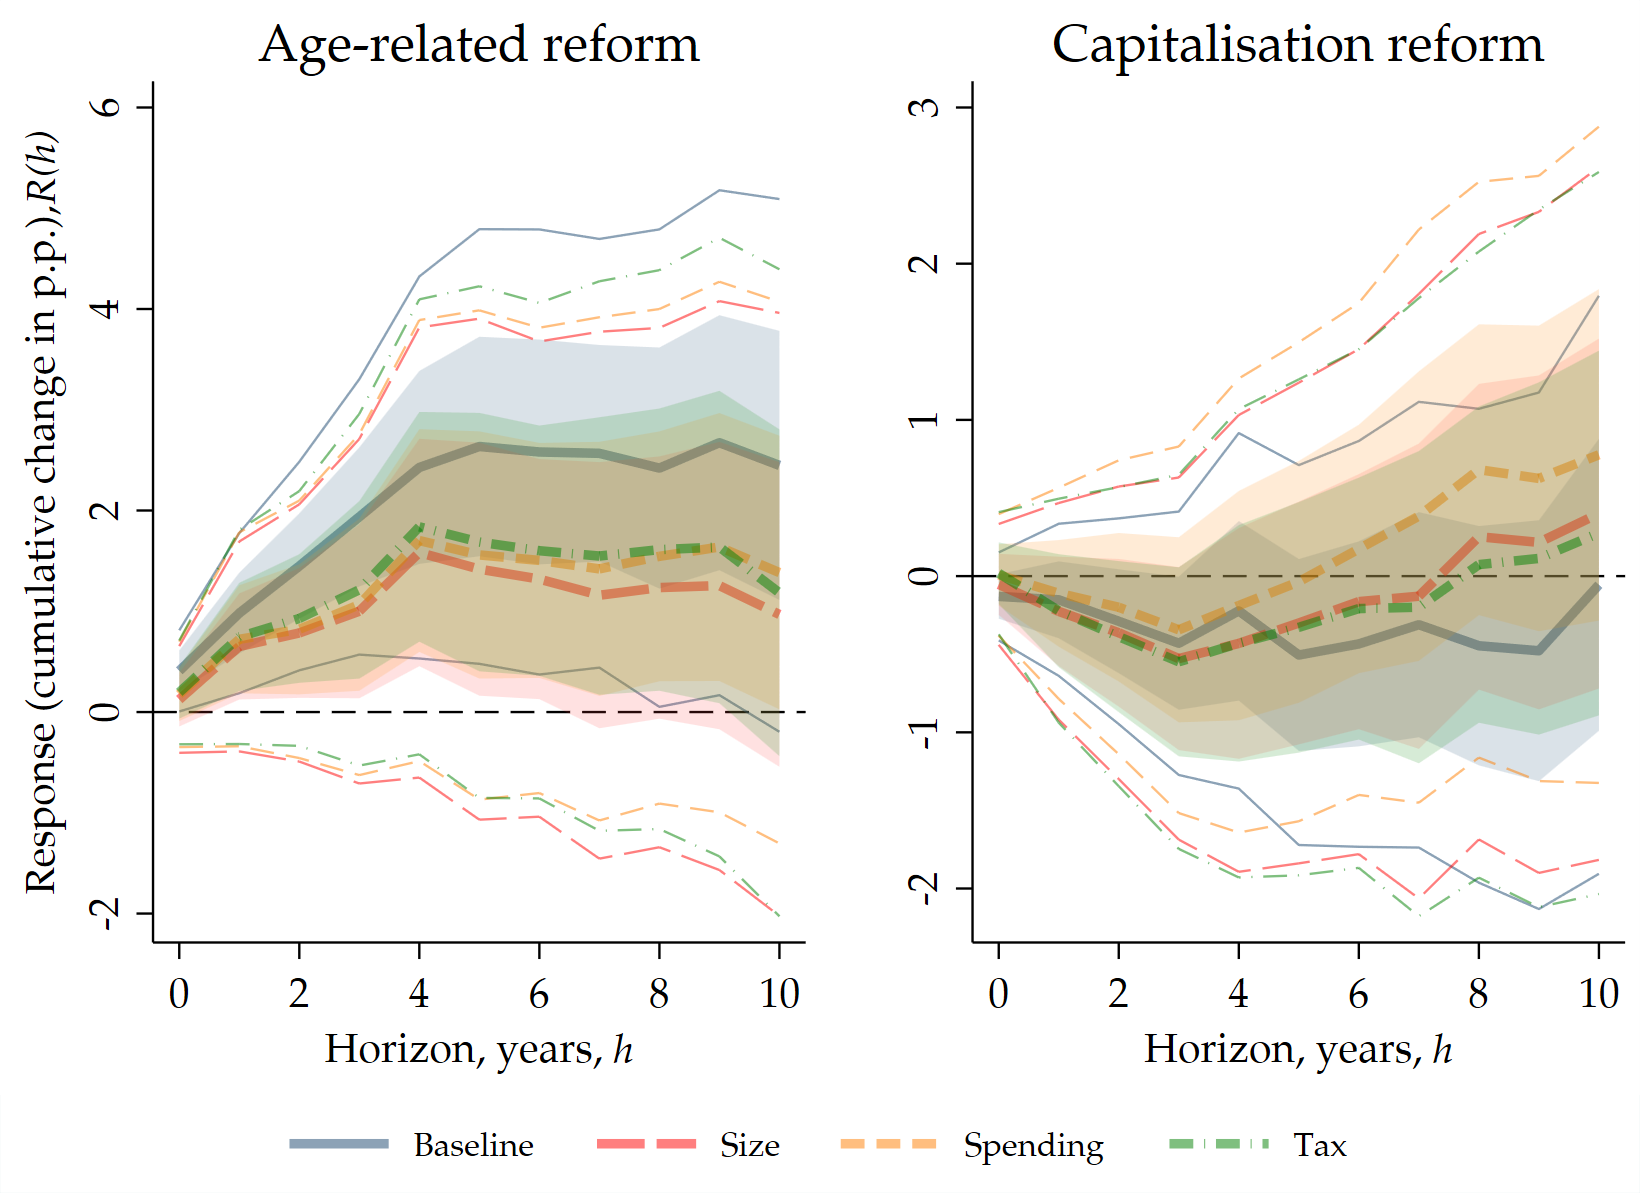 Age-related reform
Capitalisation reform
Response (cumulative change in p.p.),R(h)
6
4
2
0
-2
3
2
1
0
-1
-2
0 2 4 6 8 10
0 2 4 6 8 10
Horizon, years, h
Horizon, years, h
Baseline Size Spending Tax